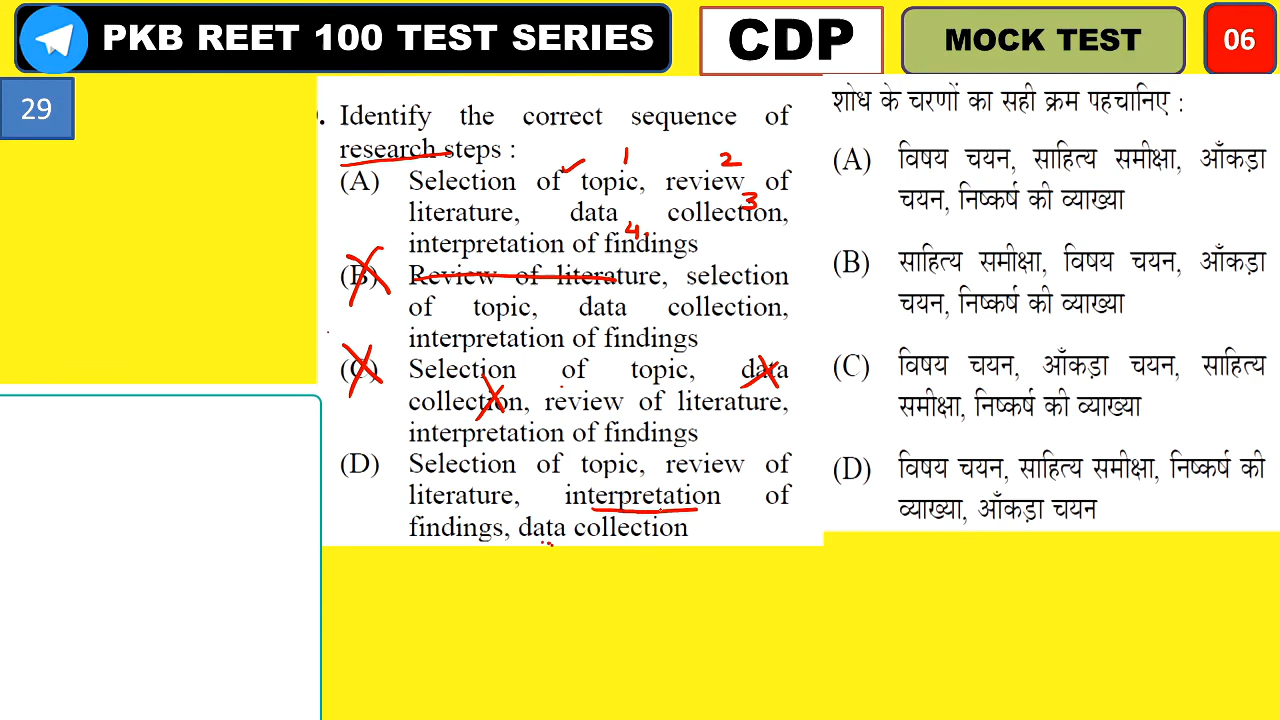 PKB REET 100 TEST SERIES
CDP
MOCK TEST
06
29
. Identify the correct sequence of
research steps :
(A) Selection of topic, review of
literature, data collection,
interpretation of findings
(B) Review of literature, selection
of topic, data collection,
interpretation of findings
(C) Selection of topic, data
collection, review of literature,
interpretation of findings
(D) Selection of topic, review of
literature, interpretation of
findings, data collection
1
2
3
4.
शोध के चरणों का सही क्रम पहचानिए :
(A) विषय चयन, साहित्य समीक्षा, आँकड़ा
चयन, निष्कर्ष की व्याख्या
(B) साहित्य समीक्षा, विषय चयन, आँकड़ा
चयन, निष्कर्ष की व्याख्या
(C) विषय चयन, आँकड़ा चयन, साहित्य
समीक्षा, निष्कर्ष की व्याख्या
(D) विषय चयन, साहित्य समीक्षा, निष्कर्ष की
व्याख्या, आँकड़ा चयन